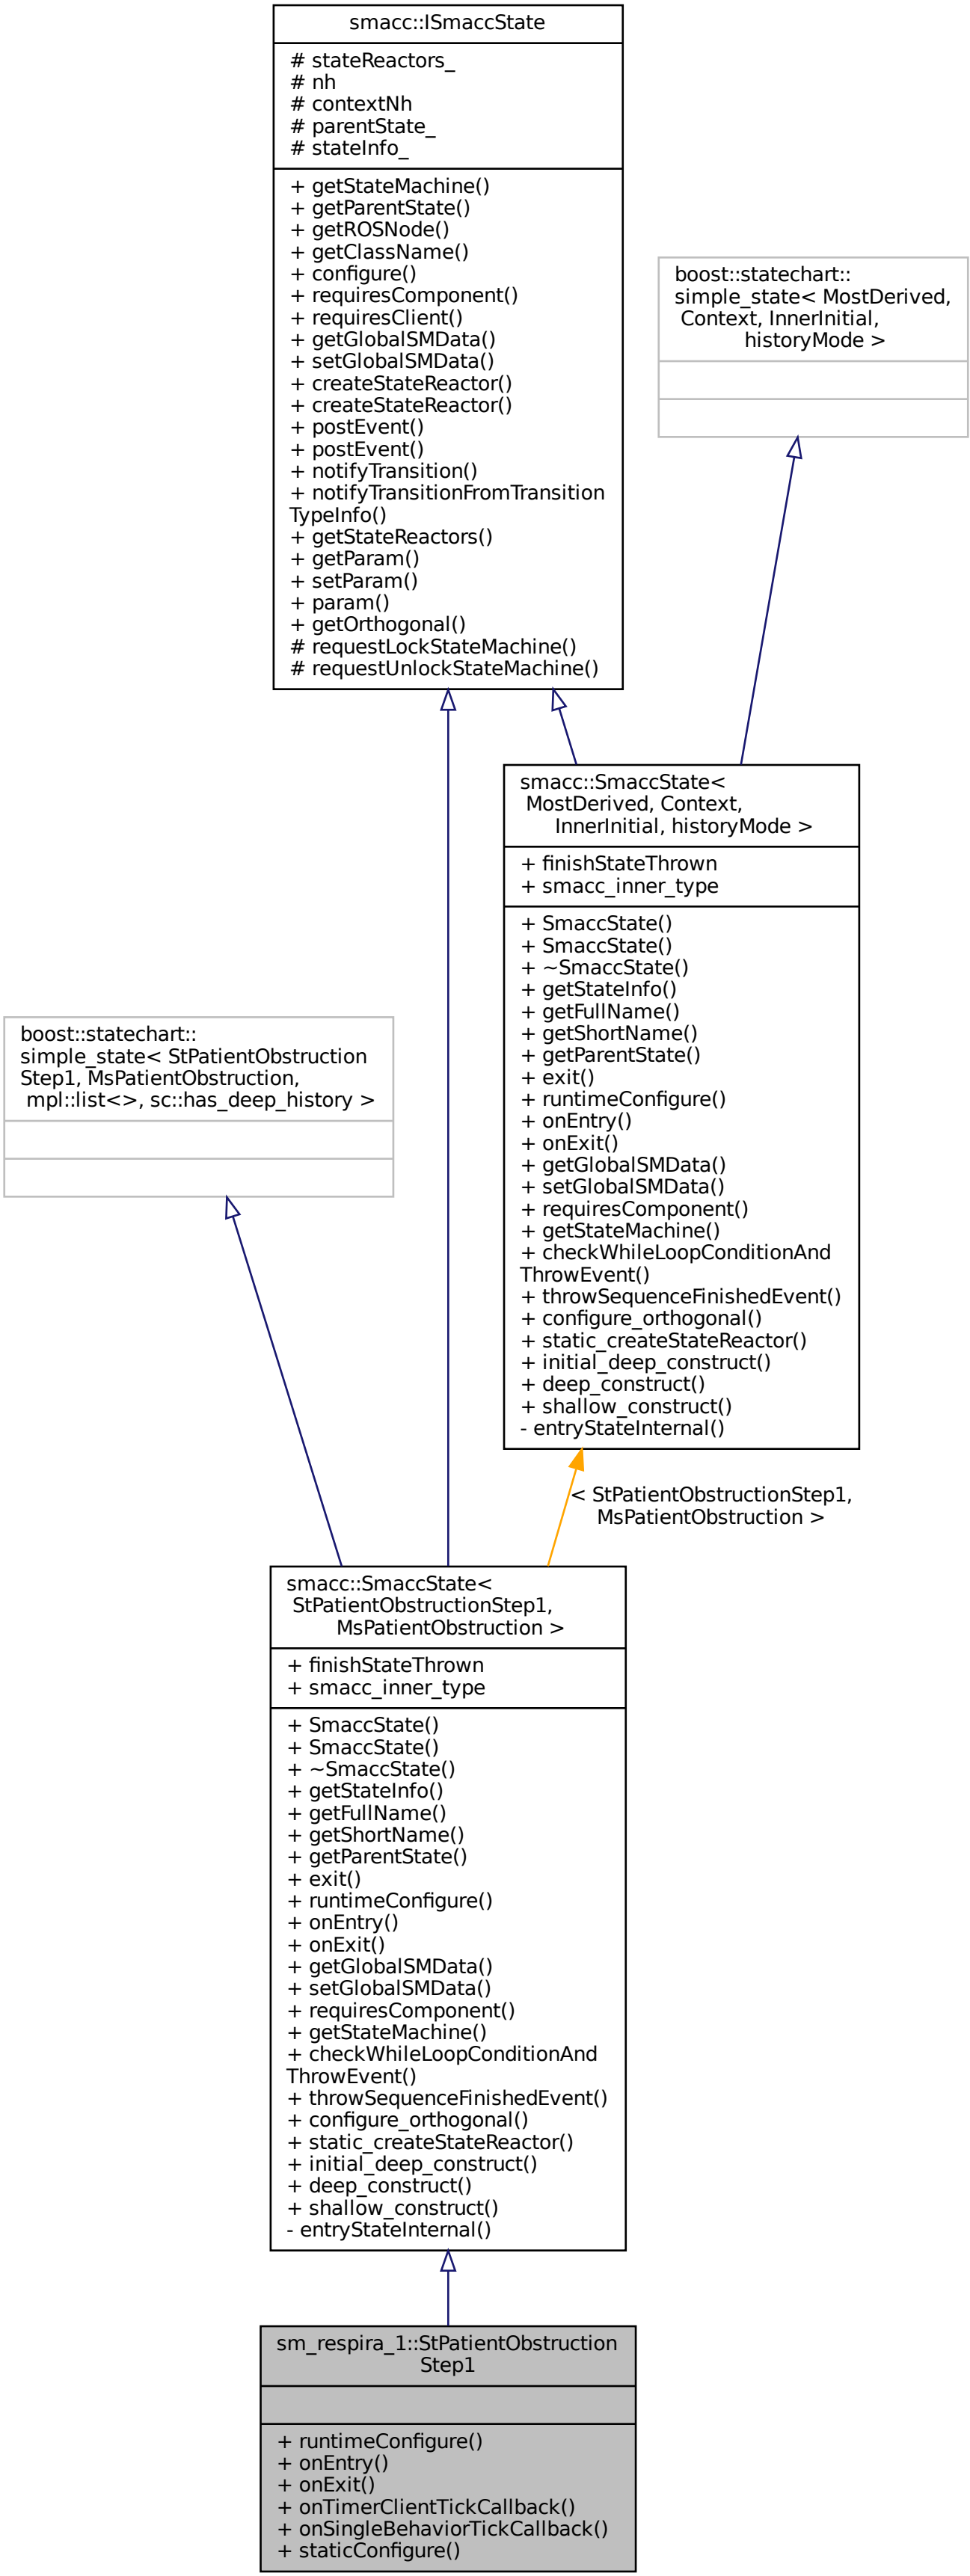 smacc::ISmaccState
# stateReactors_
# nh
# contextNh
# parentState_
# stateInfo_
+ getStateMachine()
+ getParentState()
+ getROSNode()
+ getClassName()
+ configure()
+ requiresComponent()
+ requiresClient()
+ getGlobalSMData()
+ setGlobalSMData()
+ createStateReactor()
+ createStateReactor()
+ postEvent()
+ postEvent()
+ notifyTransition()
+ notifyTransitionFromTransition
TypeInfo()
+ getStateReactors()
+ getParam()
+ setParam()
+ param()
+ getOrthogonal()
# requestLockStateMachine()
# requestUnlockStateMachine()
boost::statechart::
simple_state< MostDerived,
Context, InnerInitial,
historyMode >
smacc::SmaccState<
MostDerived, Context,
InnerInitial, historyMode >
+ finishStateThrown
+ smacc_inner_type
+ SmaccState()
+ SmaccState()
+ ~SmaccState()
+ getStateInfo()
+ getFullName()
+ getShortName()
+ getParentState()
+ exit()
+ runtimeConfigure()
+ onEntry()
+ onExit()
+ getGlobalSMData()
+ setGlobalSMData()
+ requiresComponent()
+ getStateMachine()
+ checkWhileLoopConditionAnd
ThrowEvent()
+ throwSequenceFinishedEvent()
+ configure_orthogonal()
+ static_createStateReactor()
+ initial_deep_construct()
+ deep_construct()
+ shallow_construct()
- entryStateInternal()
boost::statechart::
simple_state< StPatientObstruction
Step1, MsPatientObstruction,
mpl::list<>, sc::has_deep_history >
< StPatientObstructionStep1,
MsPatientObstruction >
smacc::SmaccState<
StPatientObstructionStep1,
MsPatientObstruction >
+ finishStateThrown
+ smacc_inner_type
+ SmaccState()
+ SmaccState()
+ ~SmaccState()
+ getStateInfo()
+ getFullName()
+ getShortName()
+ getParentState()
+ exit()
+ runtimeConfigure()
+ onEntry()
+ onExit()
+ getGlobalSMData()
+ setGlobalSMData()
+ requiresComponent()
+ getStateMachine()
+ checkWhileLoopConditionAnd
ThrowEvent()
+ throwSequenceFinishedEvent()
+ configure_orthogonal()
+ static_createStateReactor()
+ initial_deep_construct()
+ deep_construct()
+ shallow_construct()
- entryStateInternal()
sm_respira_1::StPatientObstruction
Step1
+ runtimeConfigure()
+ onEntry()
+ onExit()
+ onTimerClientTickCallback()
+ onSingleBehaviorTickCallback()
+ staticConfigure()